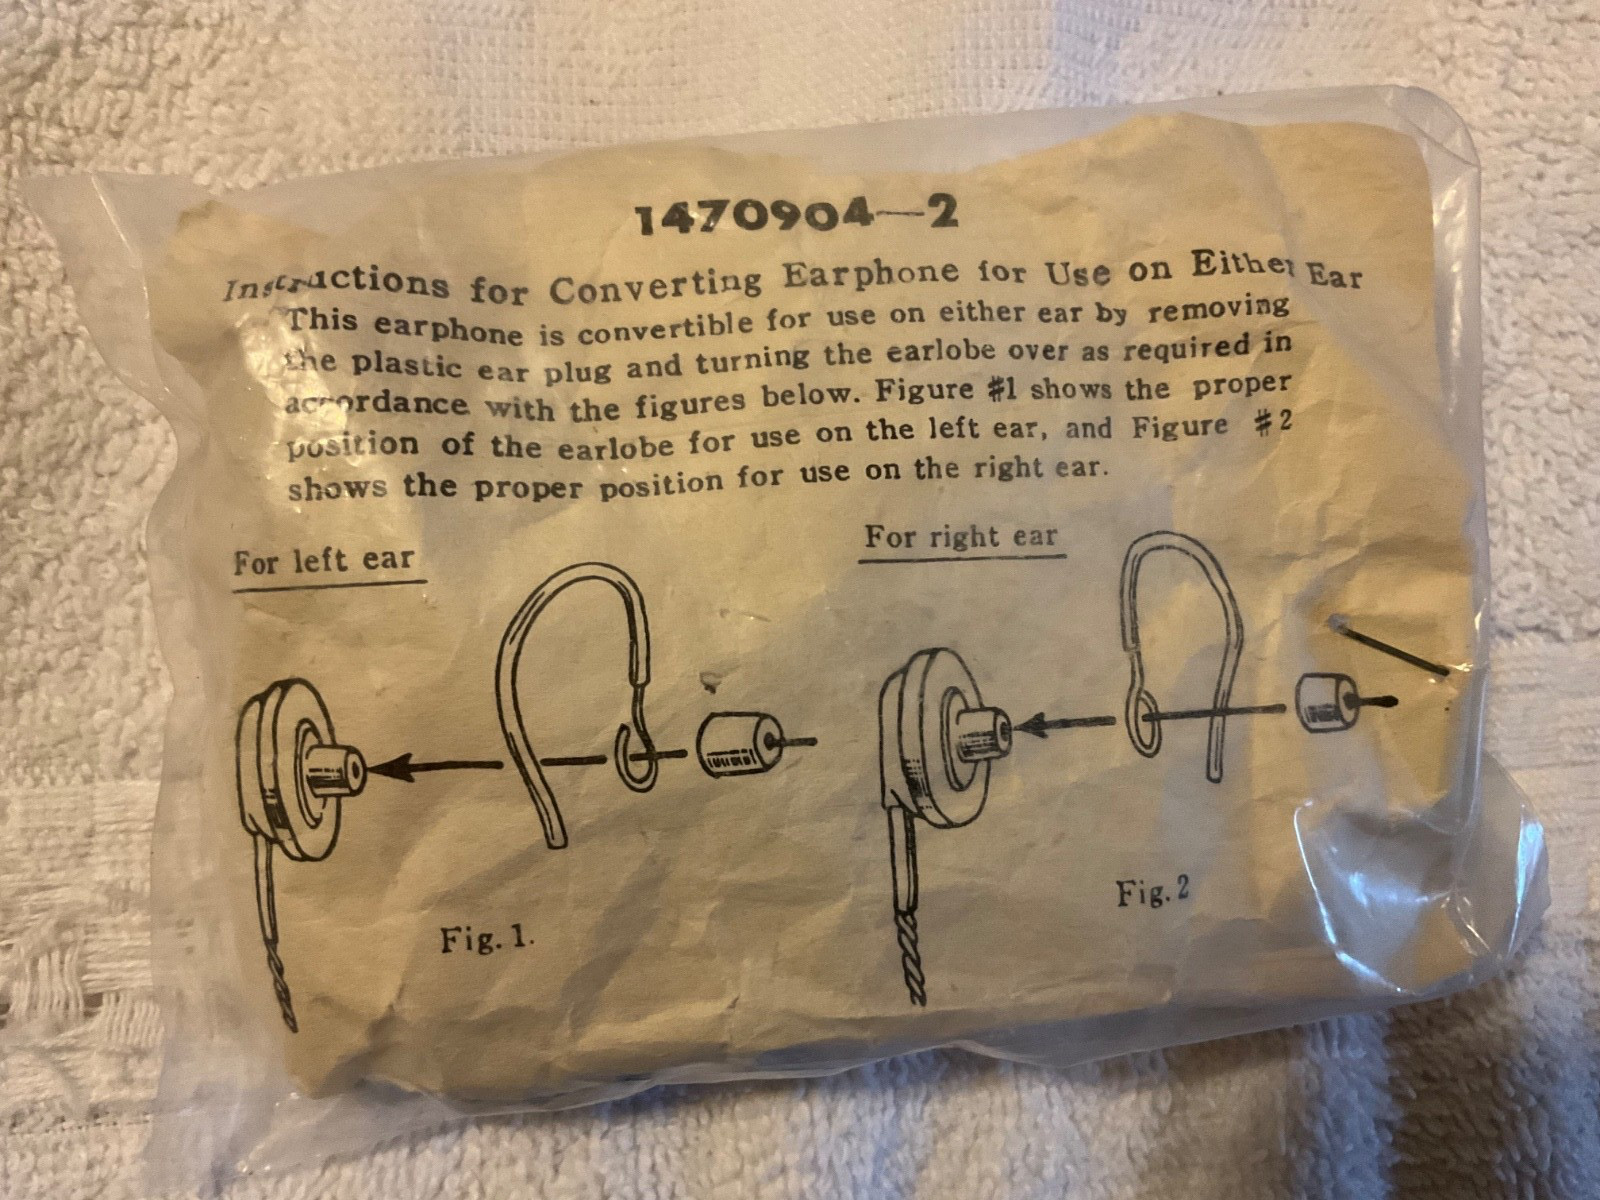 1470904—2
Instructions for Converting Earphone for Use on Either Ear
This earphone is convertible for use on either ear by removing
the plastic ear plug and turning the earlobe over as required in
accordance with the figures below. Figure #1 shows the proper
position of the earlobe for use on the left ear, and Figure #2
shows the proper position for use on the right ear.
For left ear
For right ear
Fig. 1.
Fig. 2